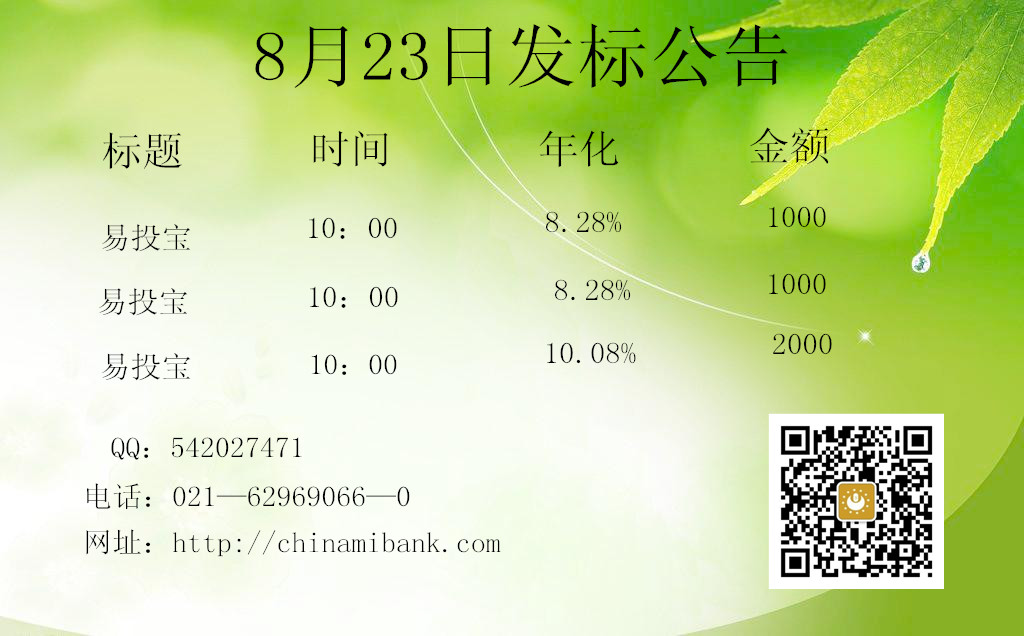 8月23日发标公告
标题 时间 年化 金额
易投宝 10：00 8.28% 1000
易投宝 10：00 8.28% 1000
易投宝 10：00 10.08% 2000
QQ：542027471
电话：021—62969066—0
网址：http://chinamibank.com